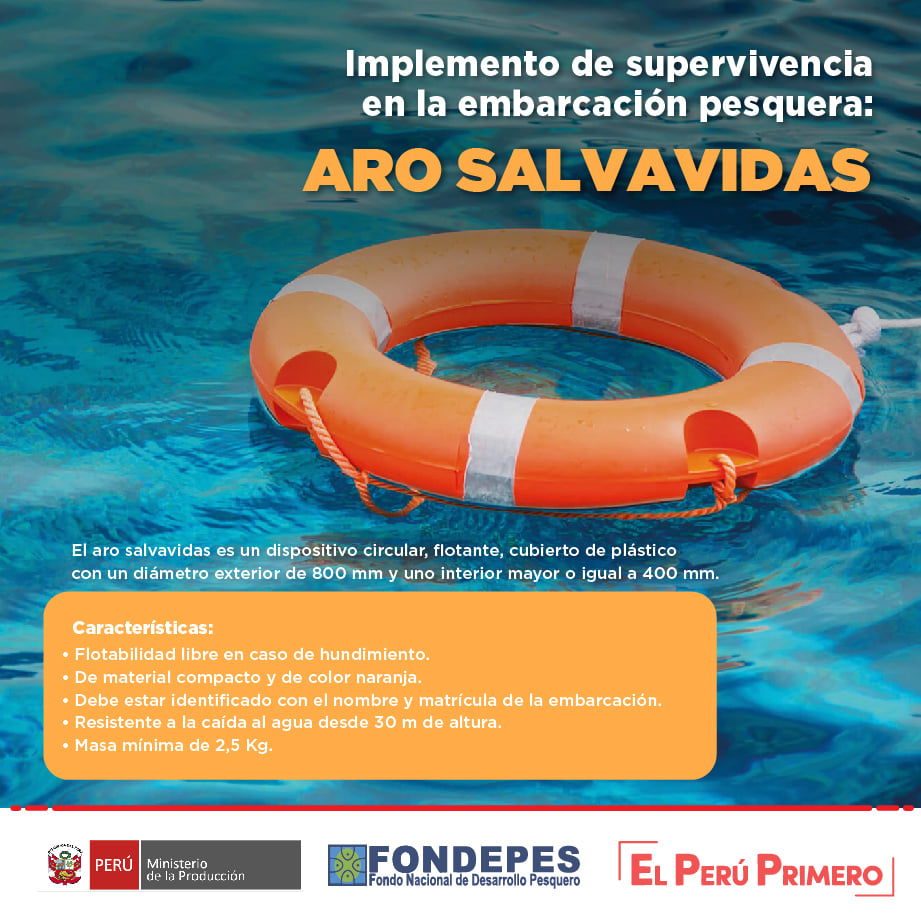 Implemento de supervivencia
en la embarcación pesquera:
ARO SALVAVIDAS
El aro salvavidas es un dispositivo circular, flotante, cubierto de plástico
con un diámetro exterior de 800 mm y uno interior mayor o igual a 400 mm.
Características:
• Flotabilidad libre en caso de hundimiento.
• De material compacto y de color naranja.
• Debe estar identificado con el nombre y matrícula de la embarcación.
• Resistente a la caída al agua desde 30 m de altura.
• Masa mínima de 2,5 Kg.
PERÚ
Ministerio
de la Producción
FONDEPES
Fondo Nacional de Desarrollo Pesquero
EL PERÚ PRIMERO